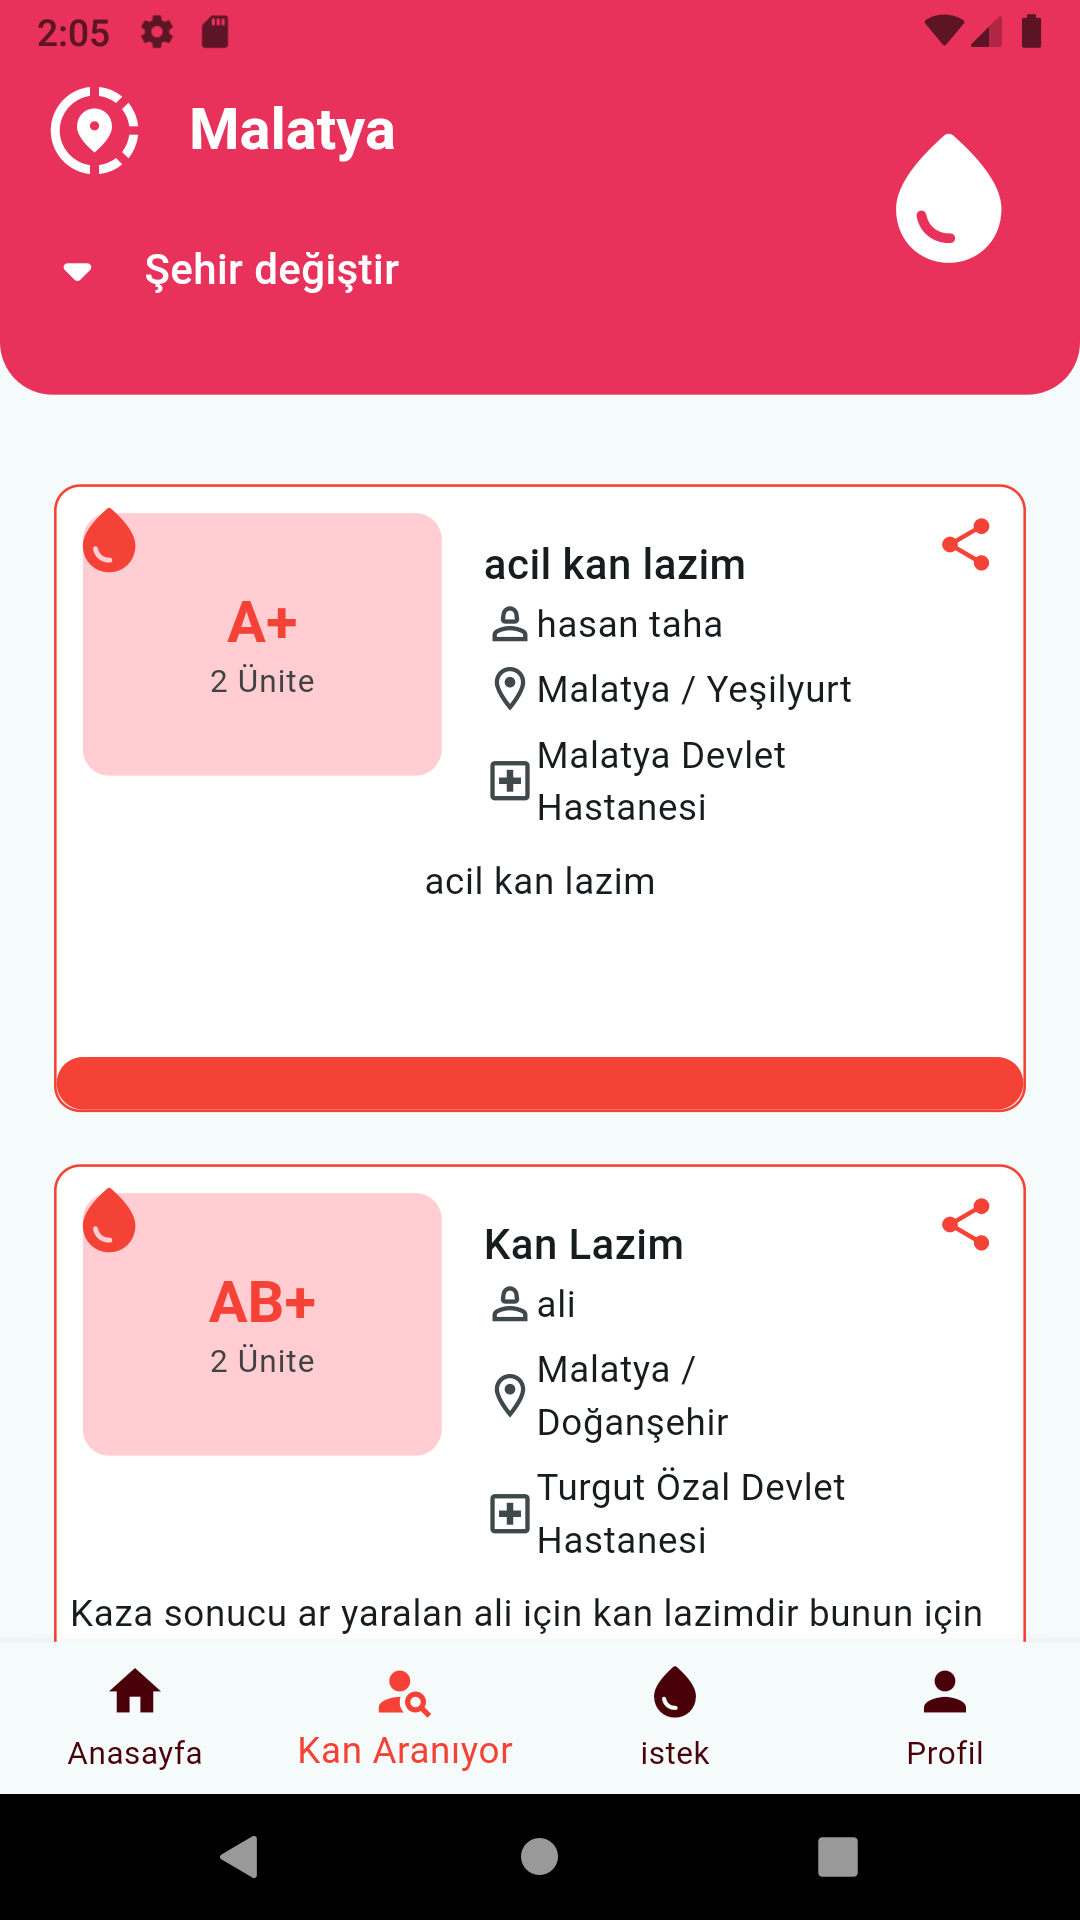 2:05
Malatya
Şehir değiştir
acil kan lazim
A+
2 Ünite
hasan taha
Malatya / Yeşilyurt
Malatya Devlet
Hastanesi
acil kan lazim
Kan Lazim
AB+
2 Ünite
ali
Malatya /
Doğanşehir
Turgut Özal Devlet
Hastanesi
Kaza sonucu ar yaralan ali için kan lazimdir bunun için
Anasayfa
Kan Aranıyor
istek
Profil